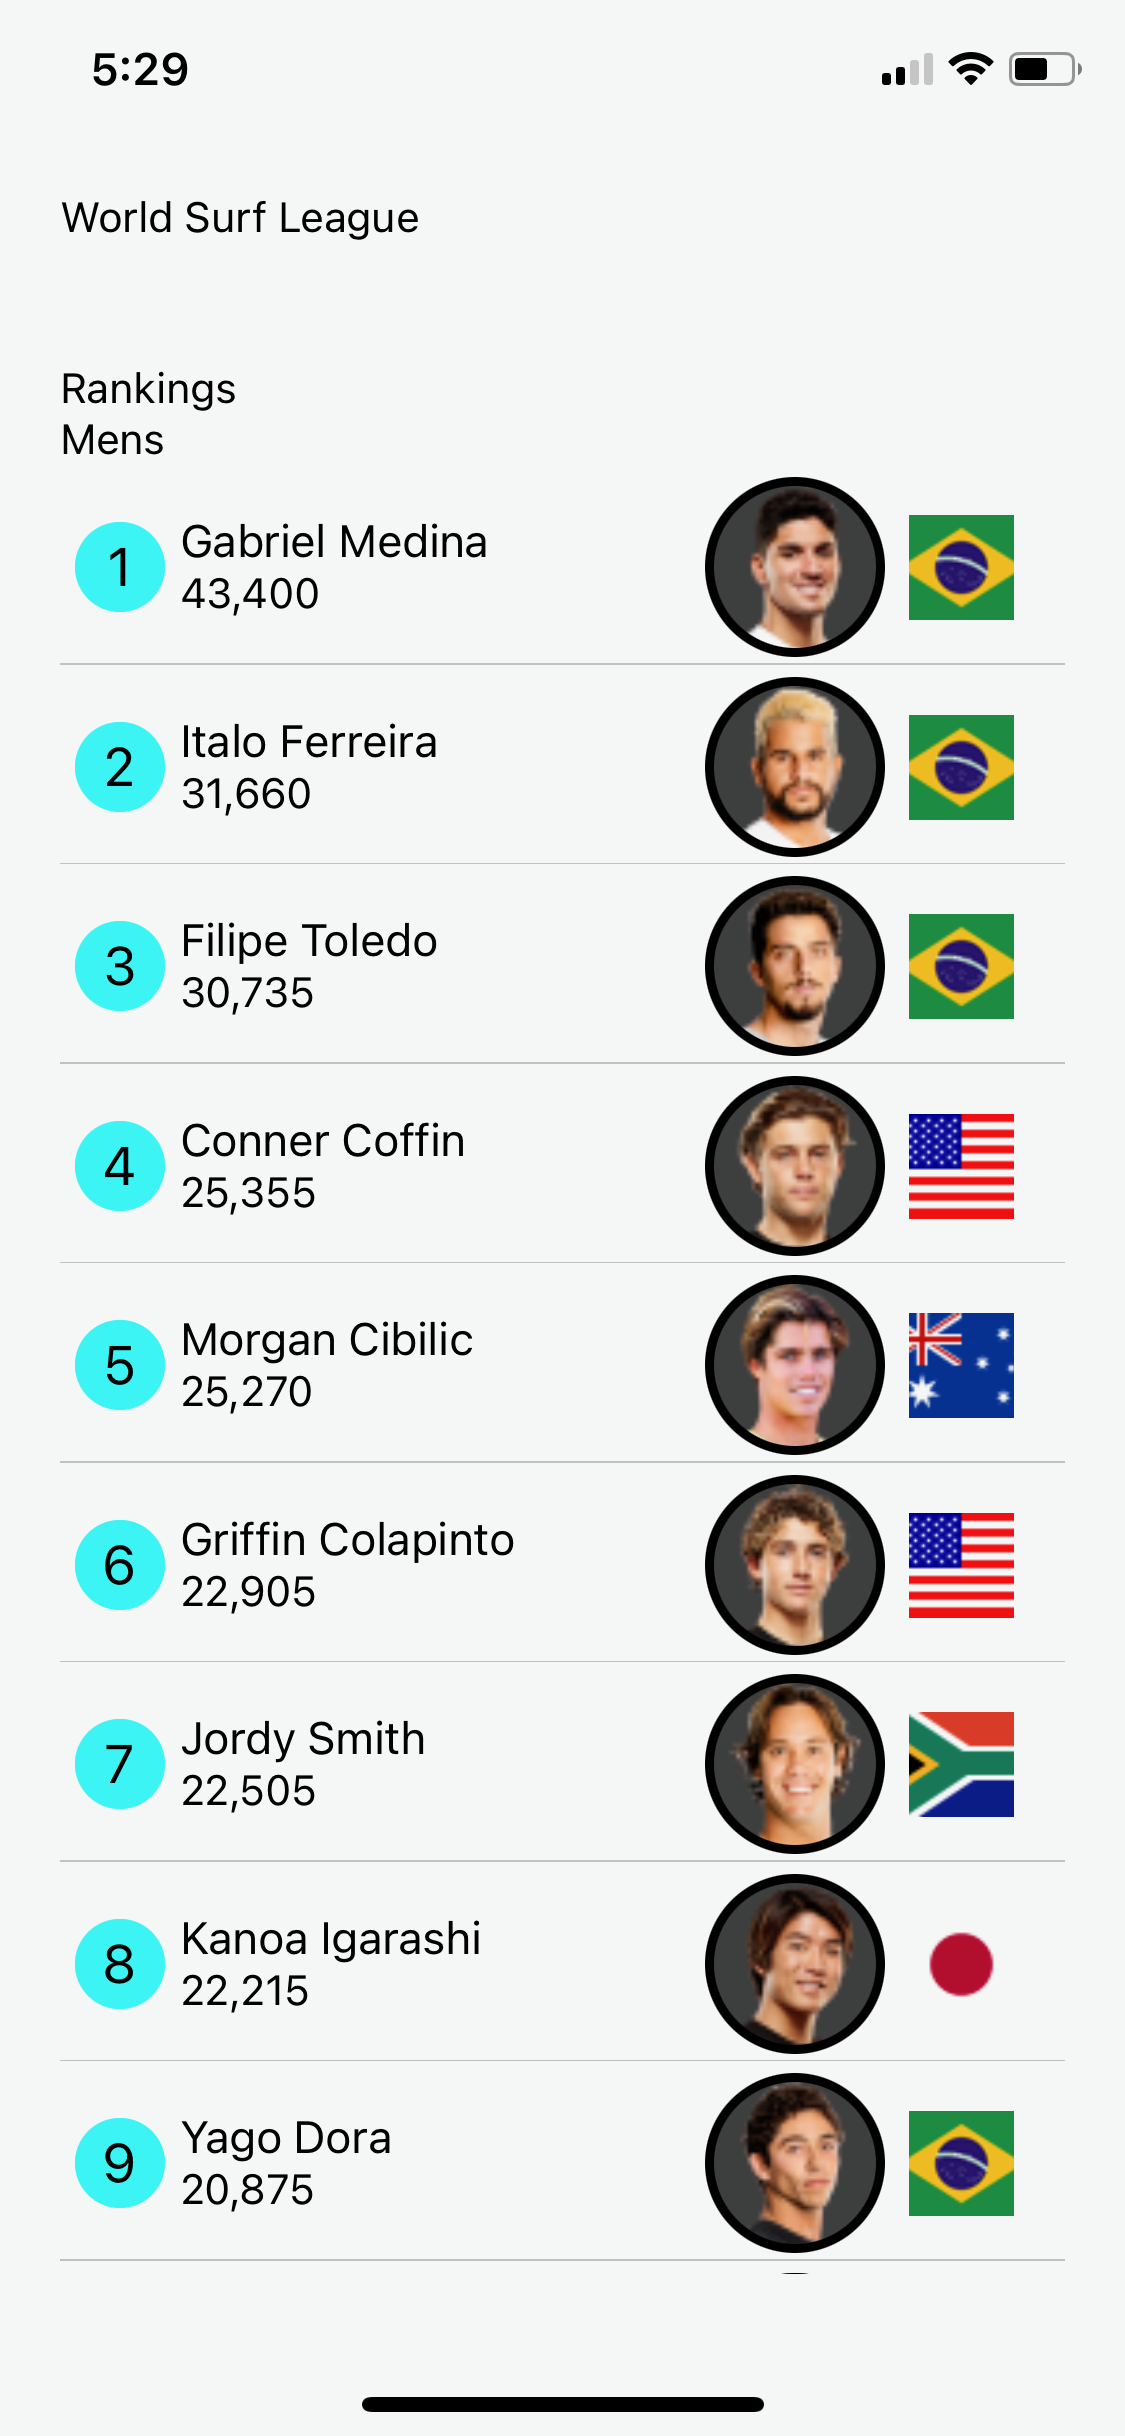 5:29
World Surf League
Rankings
Mens
1
Gabriel Medina
43,400
2
Italo Ferreira
31,660
3
Filipe Toledo
30,735
4
Conner Coffin
25,355
5
Morgan Cibilic
25,270
6
Griffin Colapinto
22,905
7
Jordy Smith
22,505
8
Kanoa Igarashi
22,215
9
Yago Dora
20,875